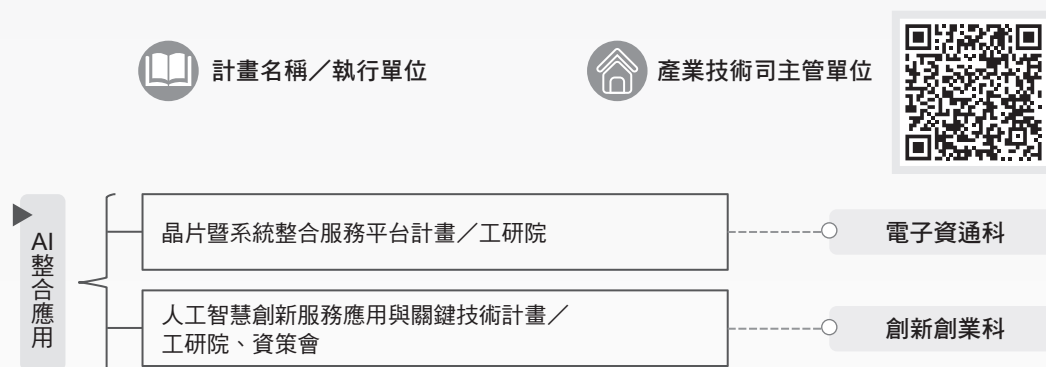 計畫名稱／執行單位
產業技術司主管單位
AI整合應用
晶片暨系統整合服務平台計畫／工研院
電子資通科
人工智慧創新服務應用與關鍵技術計畫／
工研院、資策會
創新創業科